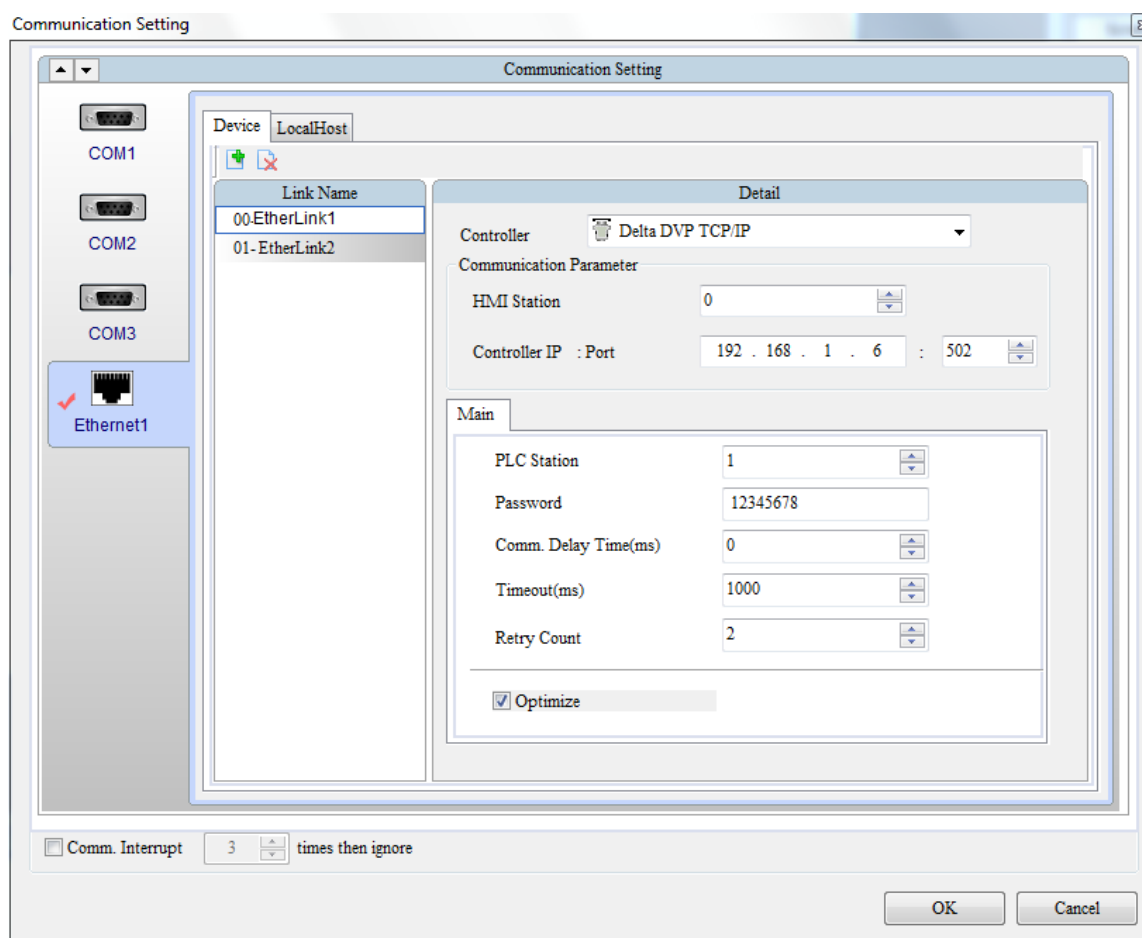 Communication Setting
Communication Setting
COM1
COM2
COM3
Ethernet1
Device LocalHost
Link Name
00-EtherLink1
01- EtherLink2
Detail
Controller Delta DVP TCP/IP
Communication Parameter
HMI Station 0
Controller IP : Port 192 . 168 . 1 . 6 : 502
Main
PLC Station 1
Password 12345678
Comm. Delay Time(ms) 0
Timeout(ms) 1000
Retry Count 2
Optimize
Comm. Interrupt 3 times then ignore
OK Cancel